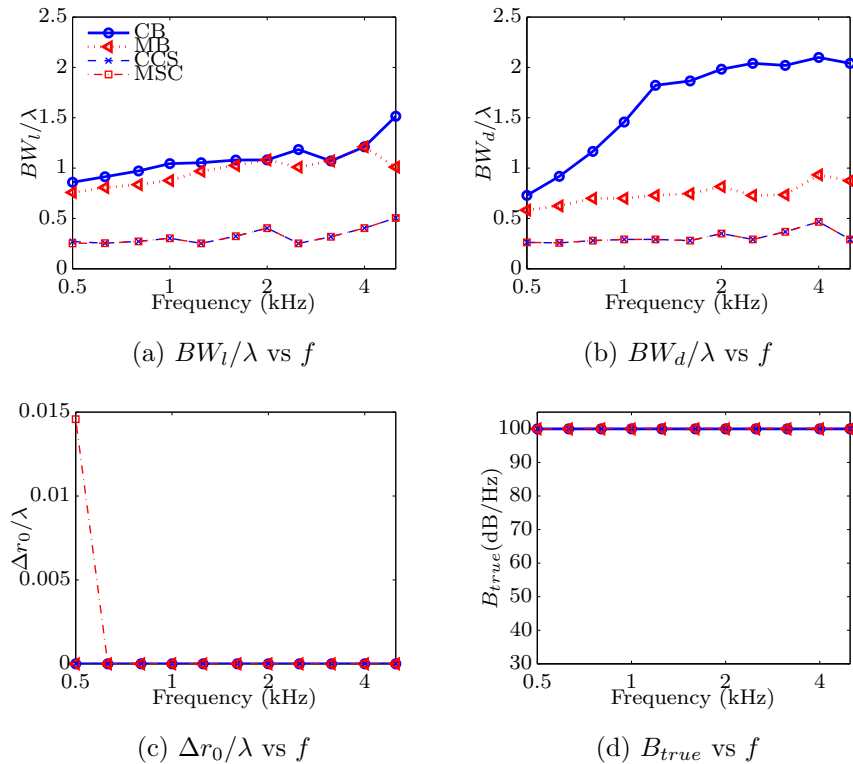 2.5
2
1.5
1
0.5
0
0.5 1 2 4
Frequency (kHz)
BW_l/λ
CB
MB
CCS
MSC
(a) BW_l/λ vs f
2.5
2
1.5
1
0.5
0
0.5 1 2 4
Frequency (kHz)
BW_d/λ
(b) BW_d/λ vs f
0.015
0.01
0.005
0
0.5 1 2 4
Frequency (kHz)
Δr_0/λ
(c) Δr_0/λ vs f
100
90
80
70
60
50
40
30
0.5 1 2 4
Frequency (kHz)
B_{true}(dB/Hz)
(d) B_{true} vs f